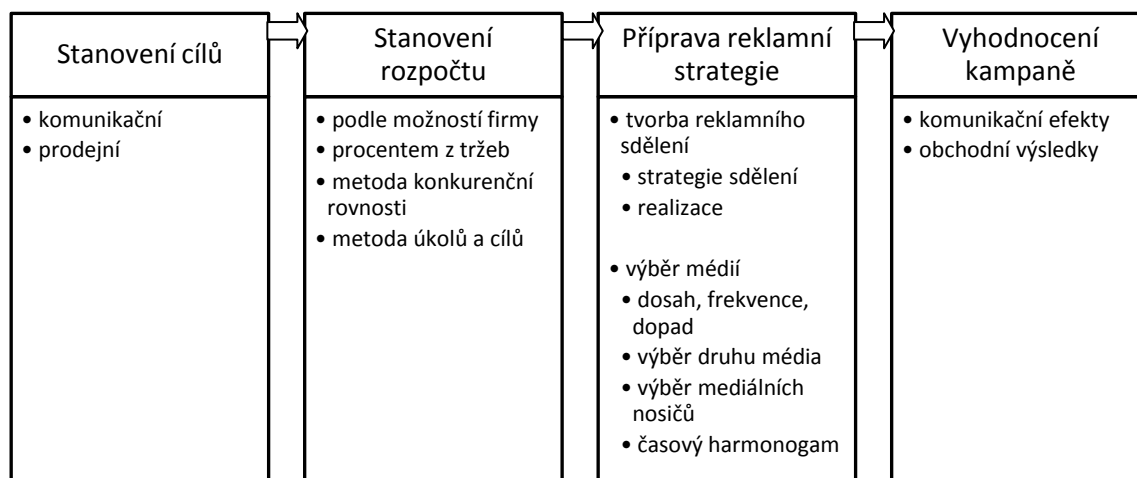 Stanovení cílů
• komunikační
• prodejní
Stanovení
rozpočtu
• podle možností firmy
• procentem z tržeb
• metoda konkurenční
rovnosti
• metoda úkolů a cílů
Příprava reklamní
strategie
• tvorba reklamního
sdělení
• strategie sdělení
• realizace
• výběr médií
• dosah, frekvence,
dopad
• výběr druhu média
• výběr mediálních
nosičů
• časový harmonogam
Vyhodnocení
kampaně
• komunikační efekty
• obchodní výsledky